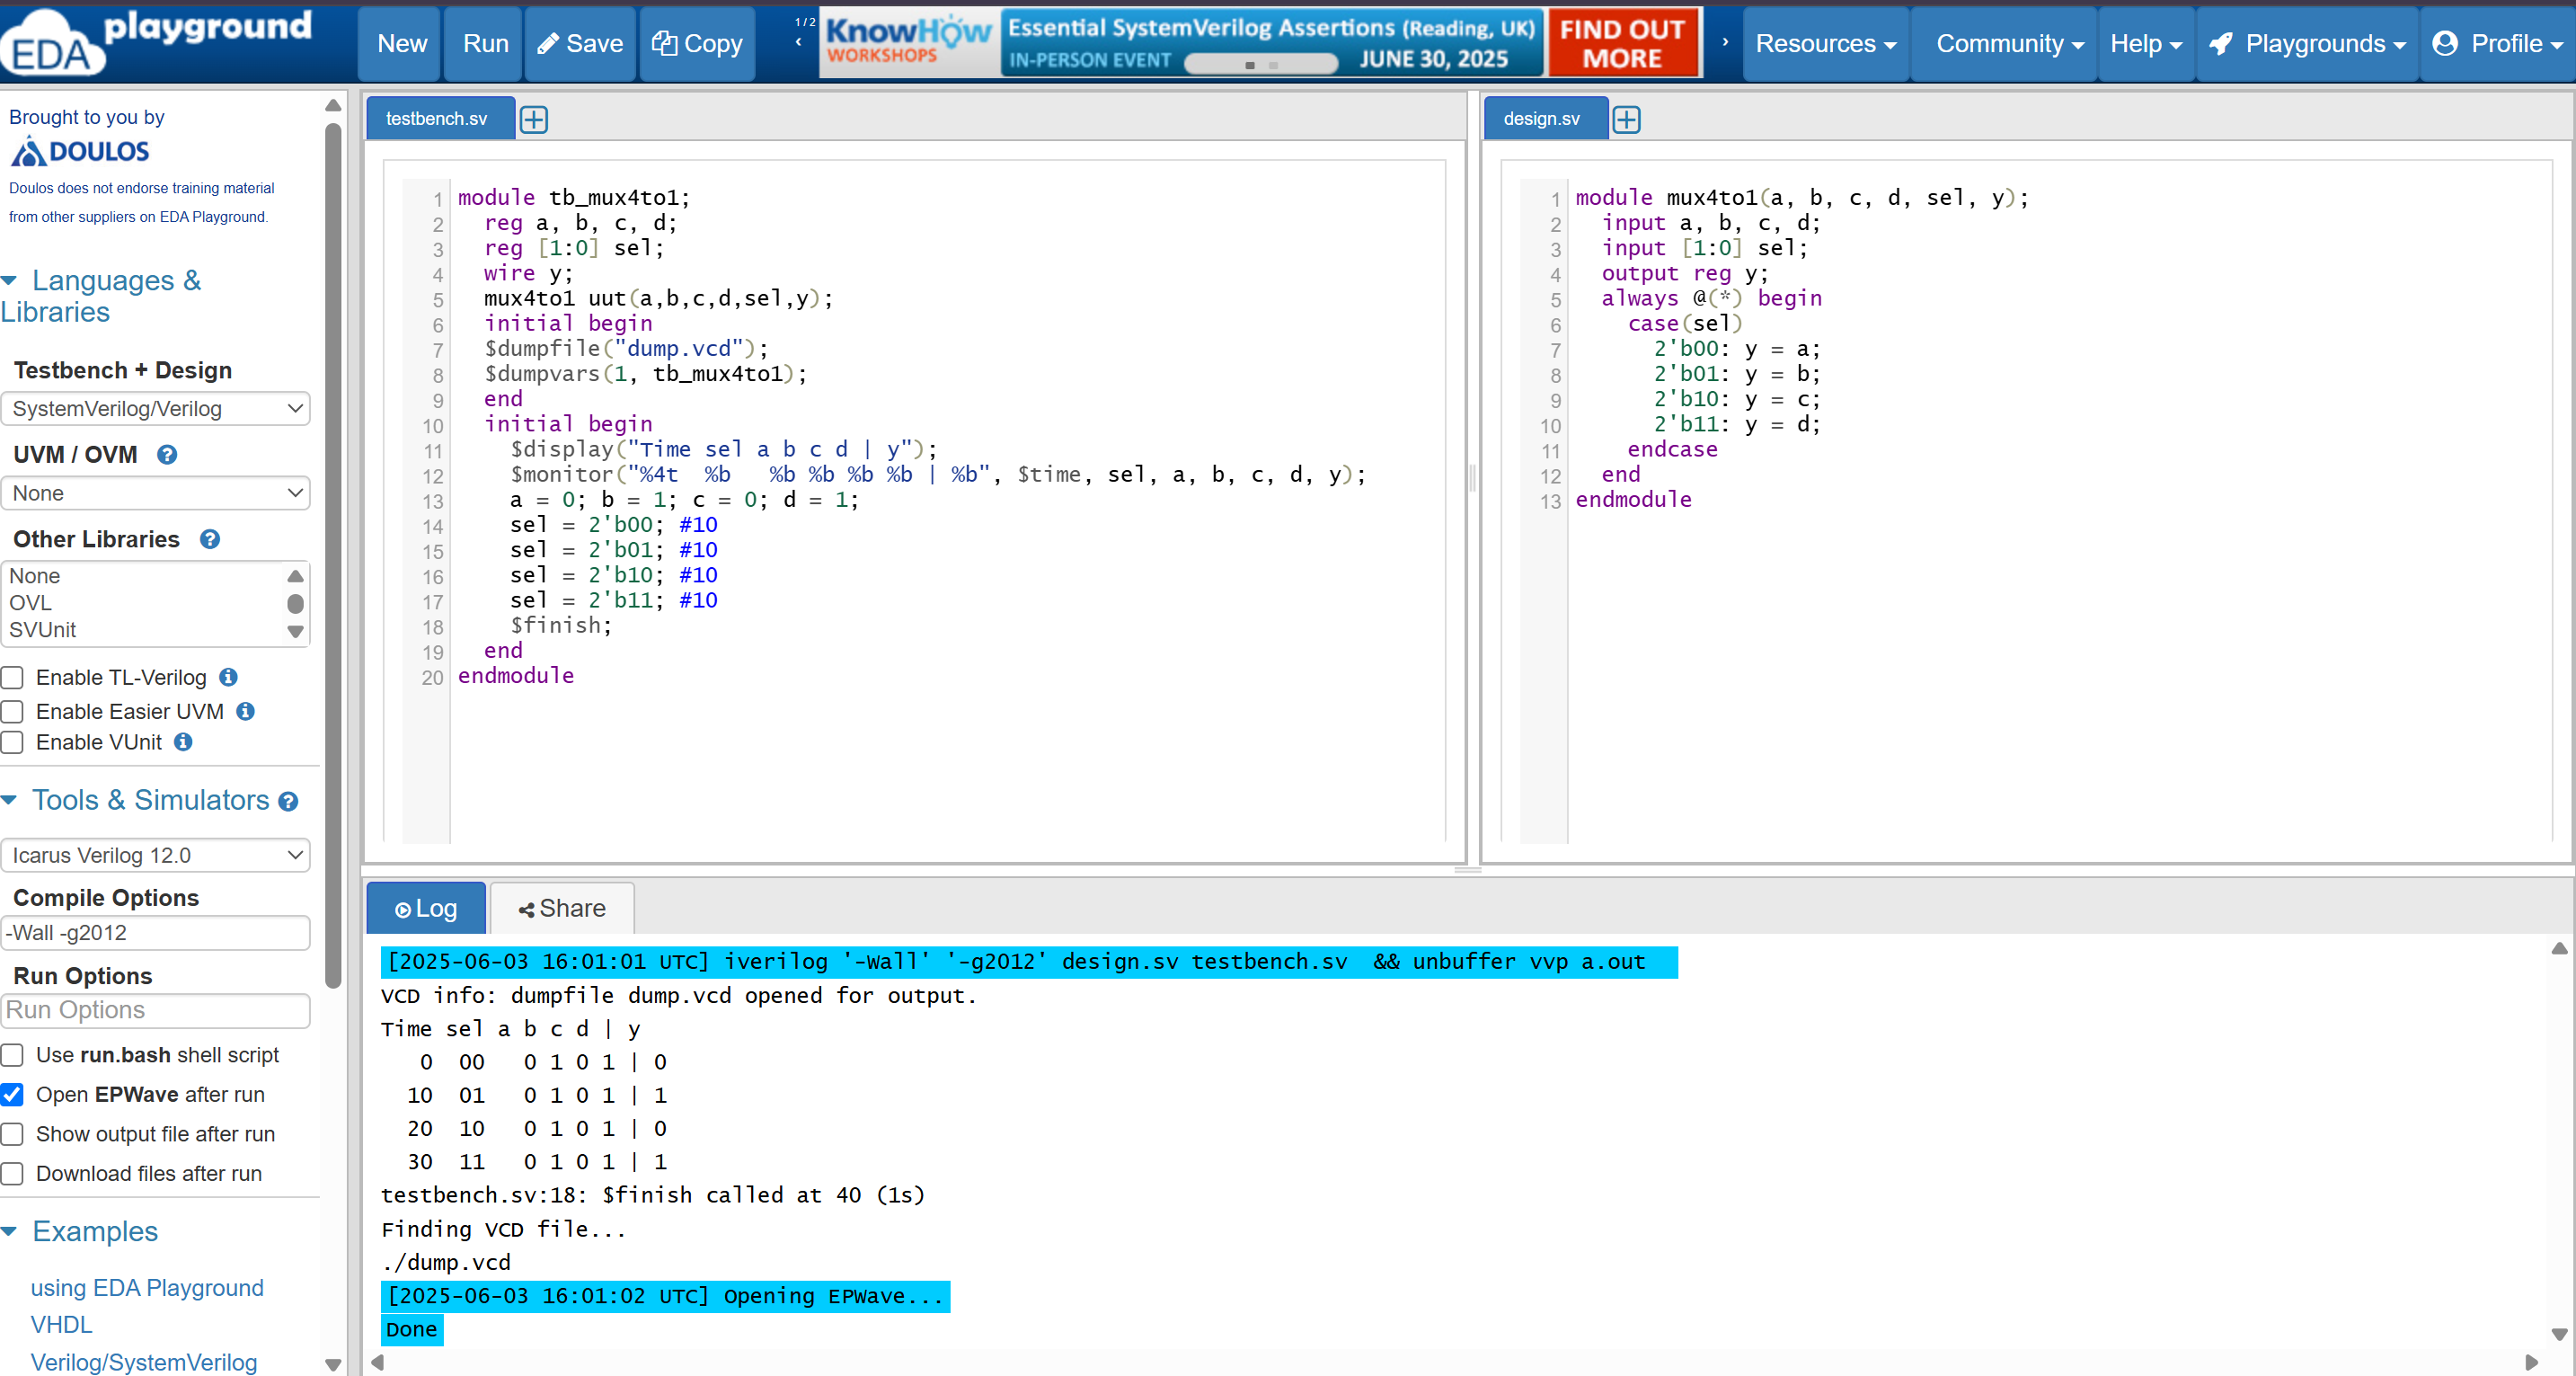 EDA playground
New
Run
Save
Copy
1 / 2
KnowHow
WORKSHOPS
Essential SystemVerilog Assertions (Reading, UK)
IN-PERSON EVENT
JUNE 30, 2025
FIND OUT
MORE
Resources
Community
Help
Playgrounds
Profile
Brought to you by
DOULOS
Doulos does not endorse training material
from other suppliers on EDA Playground.
Languages &
Libraries
Testbench + Design
SystemVerilog/Verilog
UVM / OVM
None
Other Libraries
None
OVL
SVUnit
Enable TL-Verilog
Enable Easier UVM
Enable VUnit
Tools & Simulators
Icarus Verilog 12.0
Compile Options
-Wall -g2012
Run Options
Run Options
Use run.bash shell script
Open EPWave after run
Show output file after run
Download files after run
Examples
using EDA Playground
VHDL
Verilog/SystemVerilog
testbench.sv
1 module tb_mux4to1;
2   reg a, b, c, d;
3   reg [1:0] sel;
4   wire y;
5   mux4to1 uut(a,b,c,d,sel,y);
6   initial begin
7   $dumpfile("dump.vcd");
8   $dumpvars(1, tb_mux4to1);
9   end
10   initial begin
11     $display("Time sel a b c d | y");
12     $monitor("%4t  %b   %b %b %b %b | %b", $time, sel, a, b, c, d, y);
13     a = 0; b = 1; c = 0; d = 1;
14     sel = 2'b00; #10
15     sel = 2'b01; #10
16     sel = 2'b10; #10
17     sel = 2'b11; #10
18     $finish;
19   end
20 endmodule
design.sv
1 module mux4to1(a, b, c, d, sel, y);
2   input a, b, c, d;
3   input [1:0] sel;
4   output reg y;
5   always @(*) begin
6     case(sel)
7       2'b00: y = a;
8       2'b01: y = b;
9       2'b10: y = c;
10       2'b11: y = d;
11     endcase
12   end
13 endmodule
Log
Share
[2025-06-03 16:01:01 UTC] iverilog '-Wall' '-g2012' design.sv testbench.sv  && unbuffer vvp a.out
VCD info: dumpfile dump.vcd opened for output.
Time sel a b c d | y
   0  00   0 1 0 1 | 0
  10  01   0 1 0 1 | 1
  20  10   0 1 0 1 | 0
  30  11   0 1 0 1 | 1
testbench.sv:18: $finish called at 40 (1s)
Finding VCD file...
./dump.vcd
[2025-06-03 16:01:02 UTC] Opening EPWave...
Done